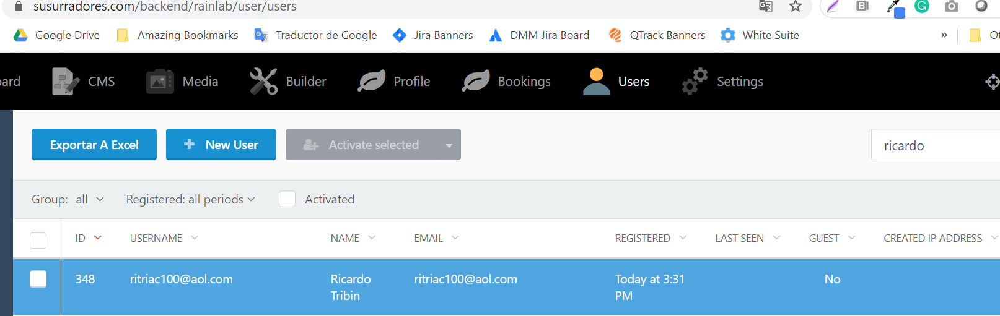 susurradores.com/backend/rainlab/user/users
Google Drive Amazing Bookmarks Traductor de Google Jira Banners DMM Jira Board QTrack Banners White Suite » Ot
oard CMS Media Builder Profile Bookings Users Settings
Exportar A Excel + New User Activate selected ricardo
Group: all Registered: all periods Activated
ID USERNAME NAME EMAIL REGISTERED LAST SEEN GUEST CREATED IP ADDRESS
348 ritriac100@aol.com Ricardo ritriac100@aol.com Today at 3:31 No
Tribin PM